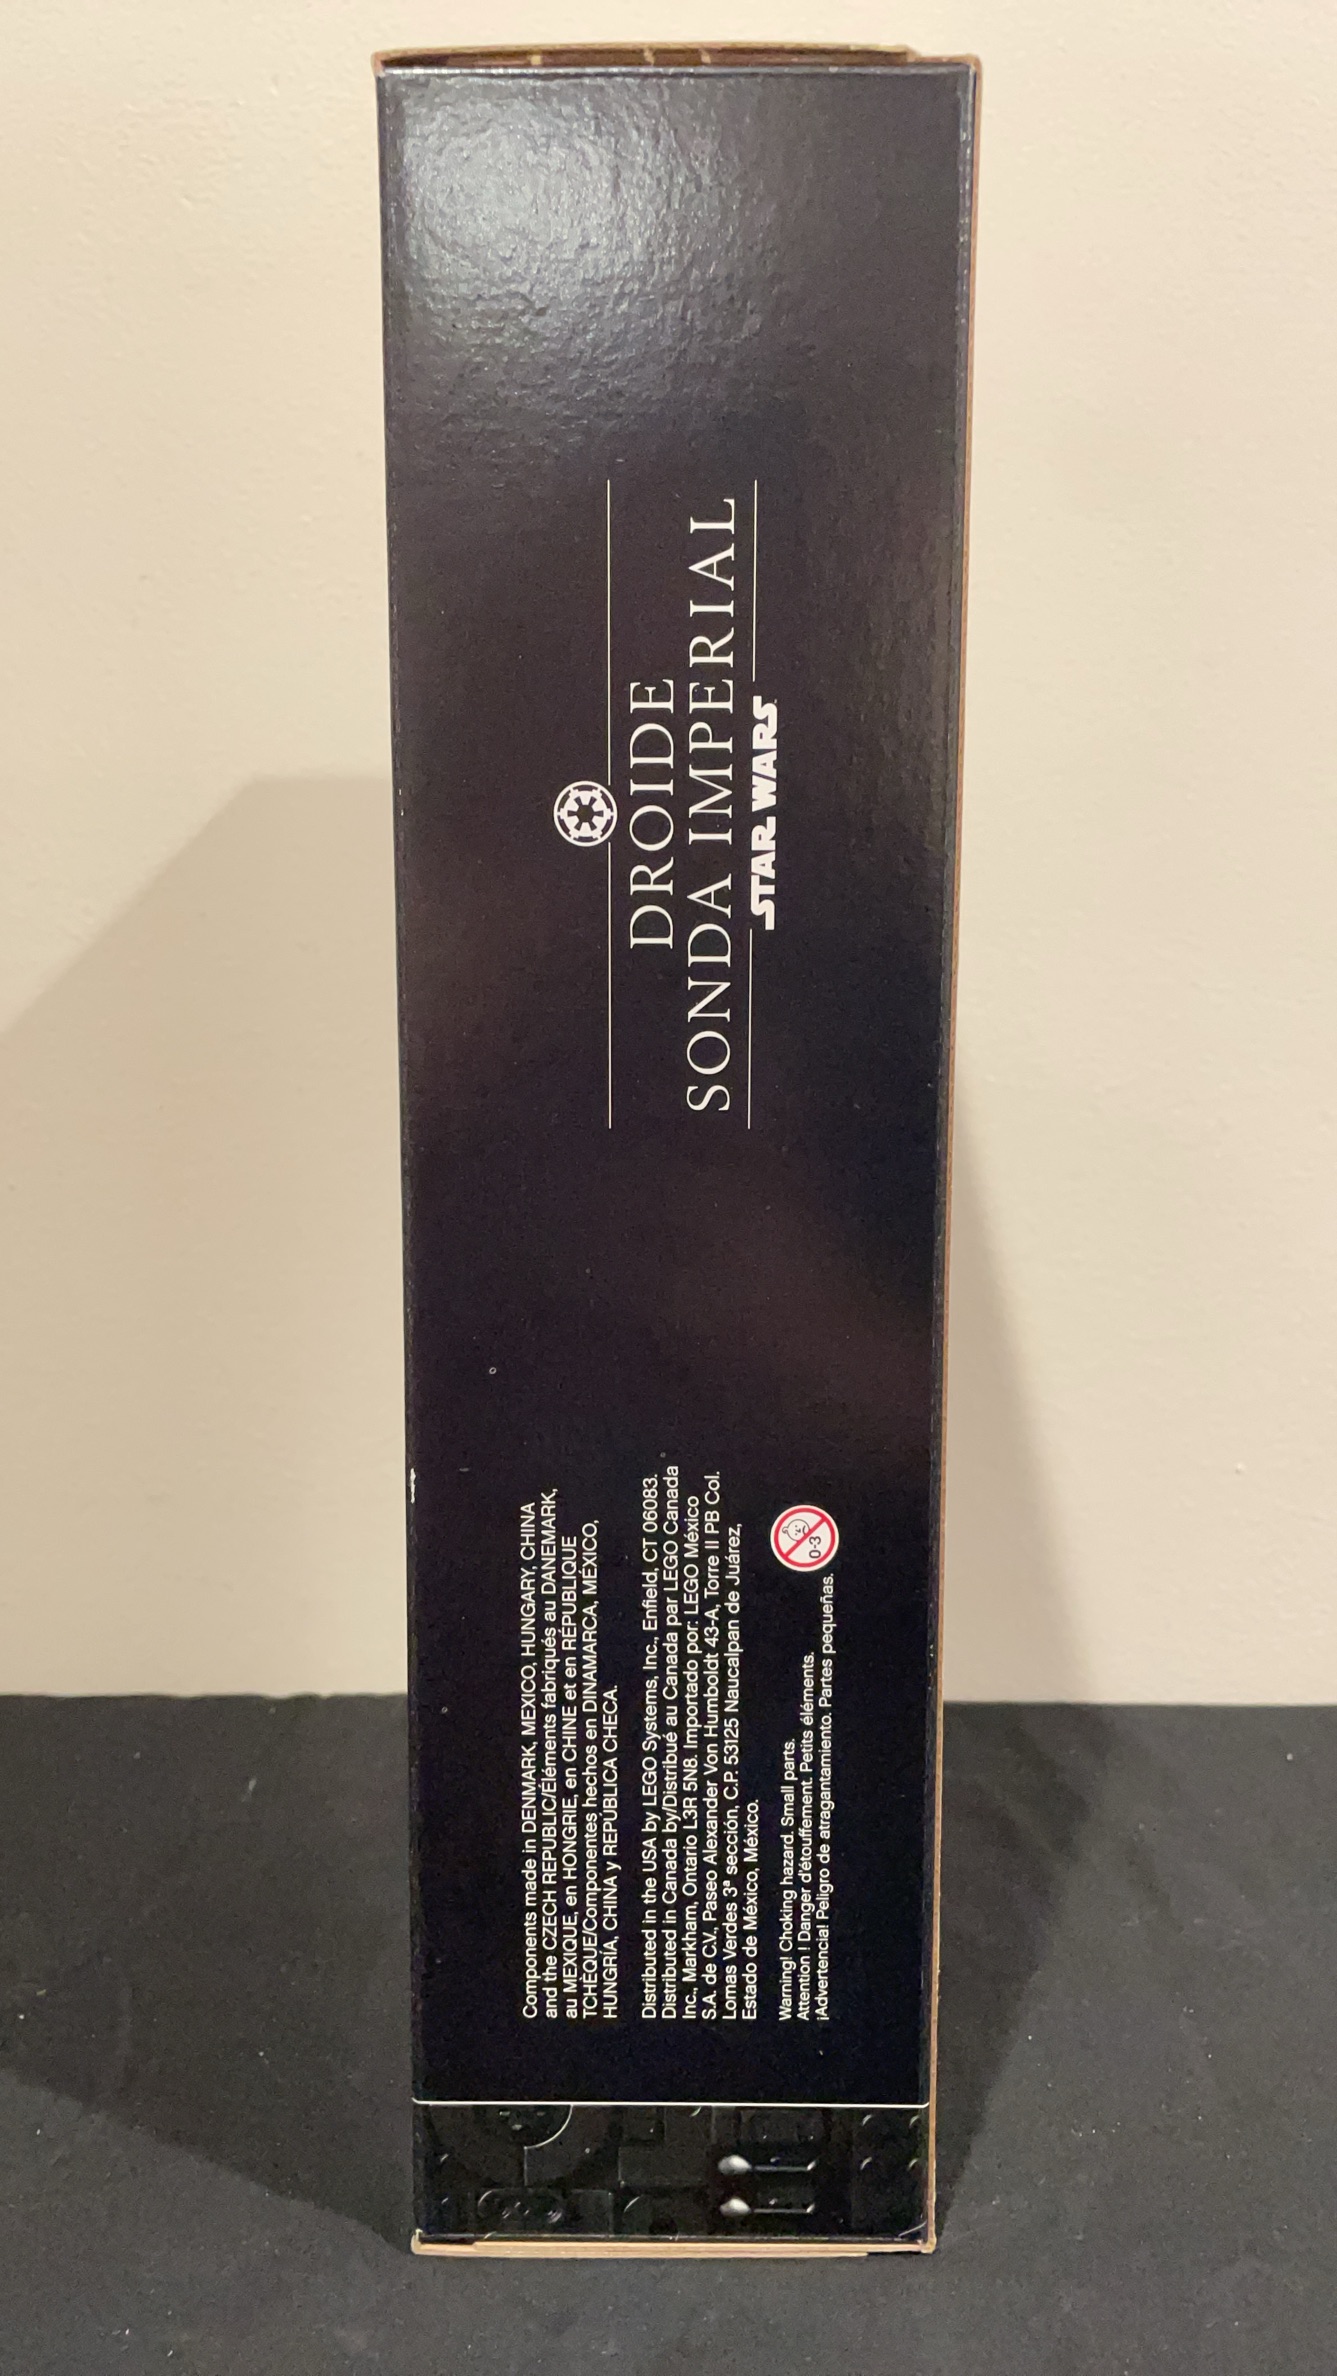 DROIDE
SONDA IMPERIAL
STAR WARS
Components made in DENMARK, MEXICO, HUNGARY, CHINA
and the CZECH REPUBLIC/Éléments fabriqués au DANEMARK,
au MEXIQUE, en HONGRIE, en CHINE et en RÉPUBLIQUE
TCHÈQUE/Componentes hechos en DINAMARCA, MÉXICO,
HUNGRÍA, CHINA y REPÚBLICA CHECA.
Distributed in the USA by LEGO Systems, Inc., Enfield, CT 06083.
Distributed in Canada by/Distribué au Canada par LEGO Canada
Inc., Markham, Ontario L3R 5N8. Importado por: LEGO México
S.A. de C.V., Paseo Alexander Von Humboldt 43-A, Torre II PB Col.
Lomas Verdes 3ª sección, C.P. 53125 Naucalpan de Juárez,
Estado de México, México.
Warning! Choking hazard. Small parts.
Attention ! Danger d'étouffement. Petits éléments.
¡Advertencia! Peligro de atragantamiento. Partes pequeñas.
0-3